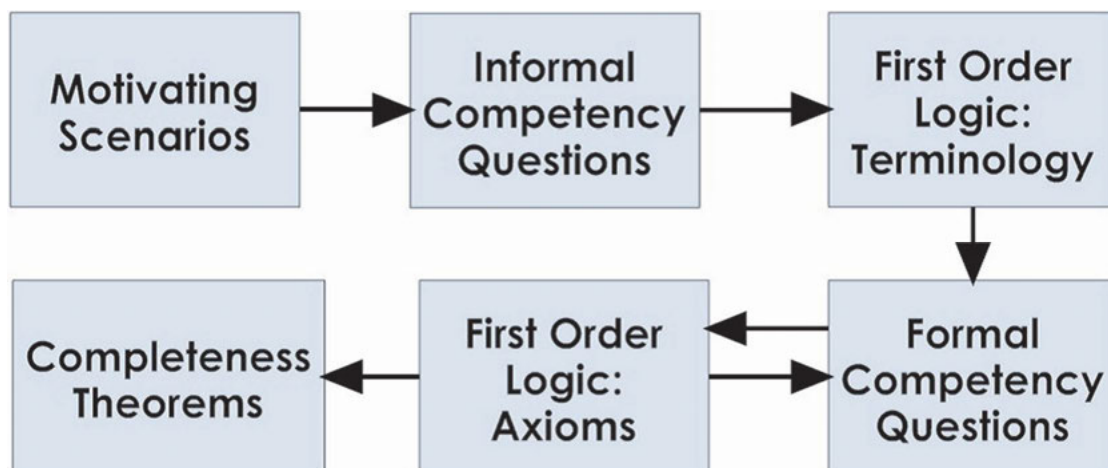 Motivating
Scenarios
Informal
Competency
Questions
First Order
Logic:
Terminology
Completeness
Theorems
First Order
Logic:
Axioms
Formal
Competency
Questions